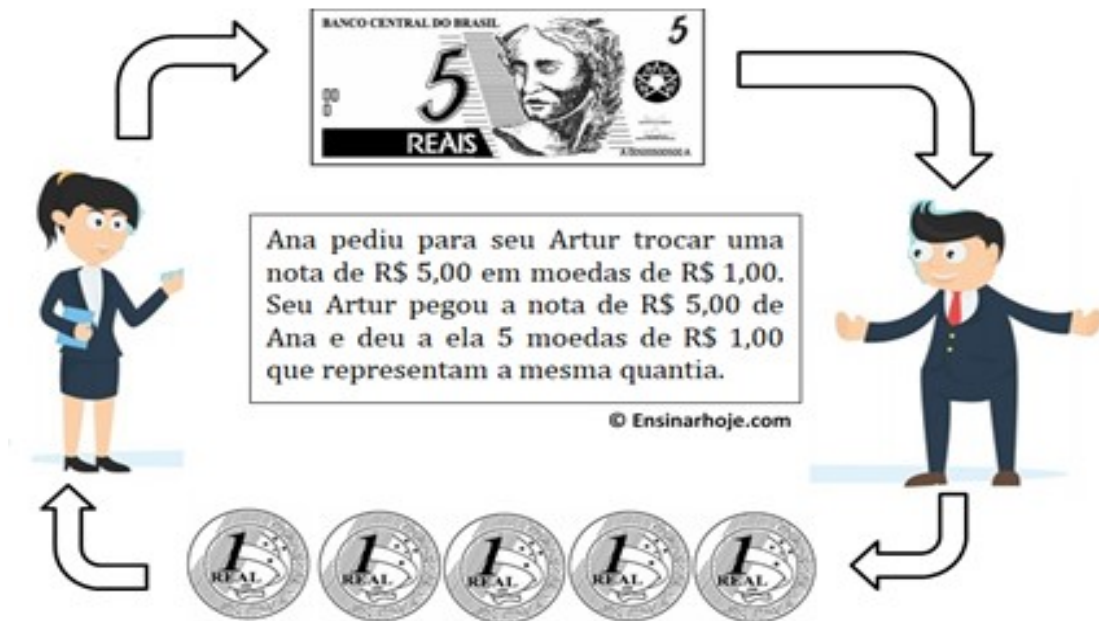 BANCO CENTRAL DO BRASIL
5
5
REAIS
Ana pediu para seu Artur trocar uma
nota de R$ 5,00 em moedas de R$ 1,00.
Seu Artur pegou a nota de R$ 5,00 de
Ana e deu a ela 5 moedas de R$ 1,00
que representam a mesma quantia.
© Ensinarhoje.com
1 1 1 1 1
REAL REAL REAL REAL REAL